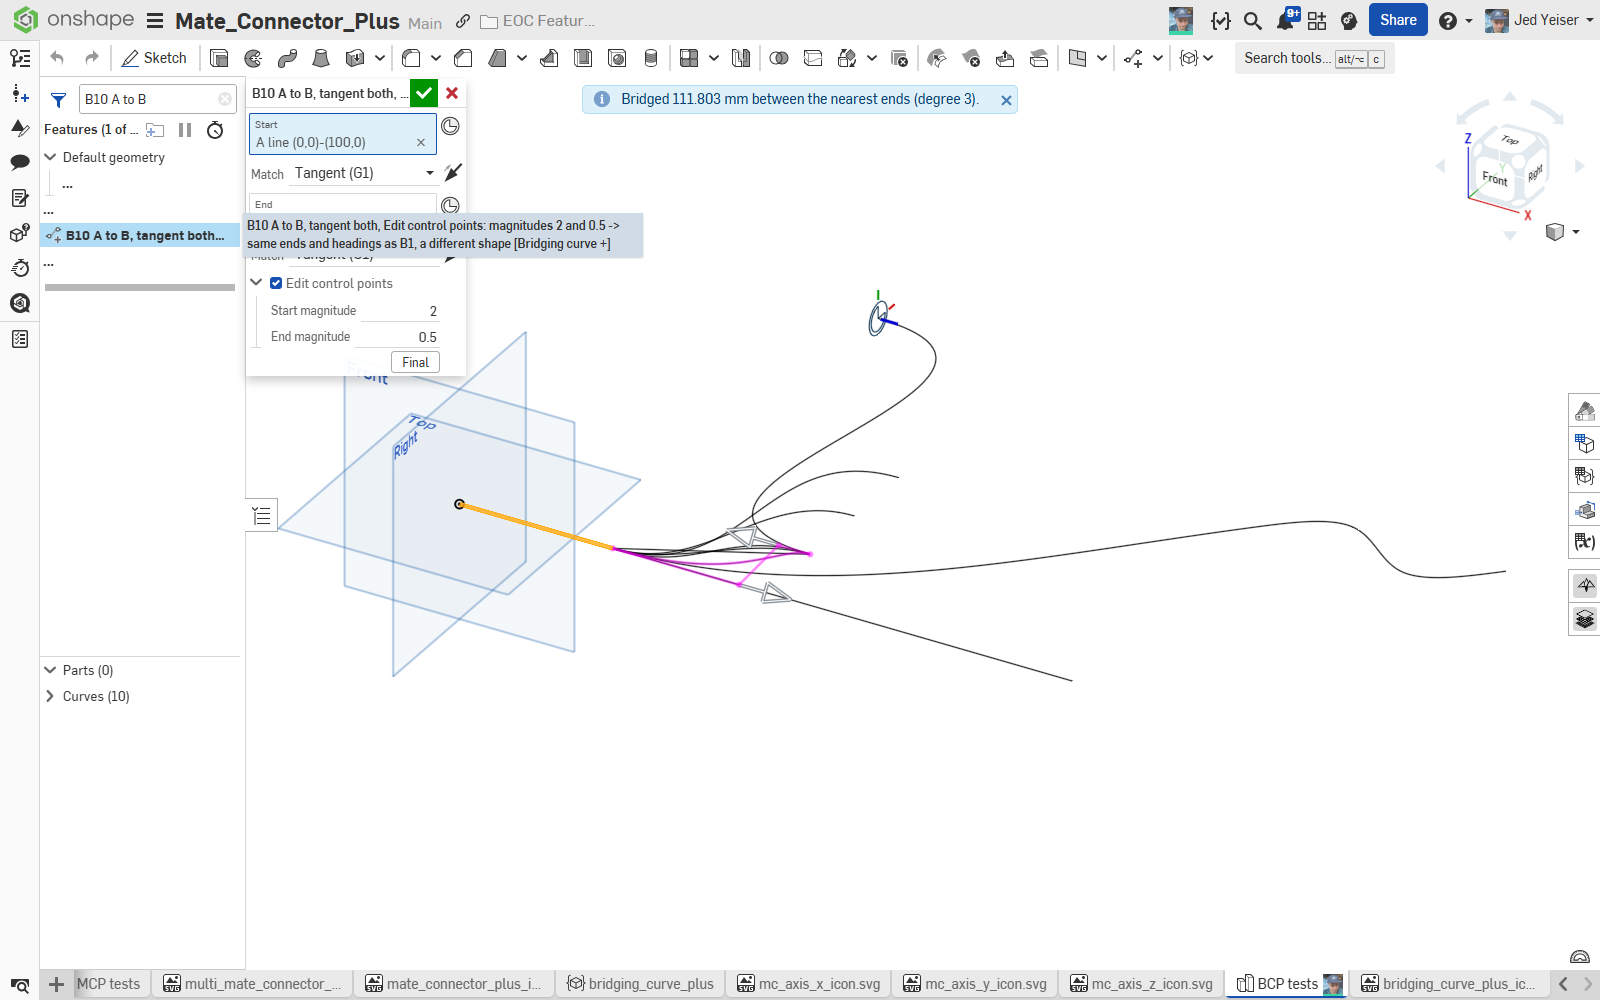 onshape
Mate_Connector_Plus
Main
EOC Featur...
9+
Share
Jed Yeiser
Sketch
Search tools...
alt/⌥
c
B10 A to B
Features (1 of ...
Default geometry
...
...
B10 A to B, tangent both...
...
Parts (0)
Curves (10)
B10 A to B, tangent both, ...
Start
A line (0,0)-(100,0)
Match
Tangent (G1)
End
B10 A to B, tangent both, Edit control points: magnitudes 2 and 0.5 ->
same ends and headings as B1, a different shape [Bridging curve +]
Edit control points
Start magnitude
2
End magnitude
0.5
Final
Bridged 111.803 mm between the nearest ends (degree 3).
Front
Top
Right
Z
Top
Y
Front
Right
X
MCP tests
multi_mate_connector_...
mate_connector_plus_i...
bridging_curve_plus
mc_axis_x_icon.svg
mc_axis_y_icon.svg
mc_axis_z_icon.svg
BCP tests
bridging_curve_plus_ic...